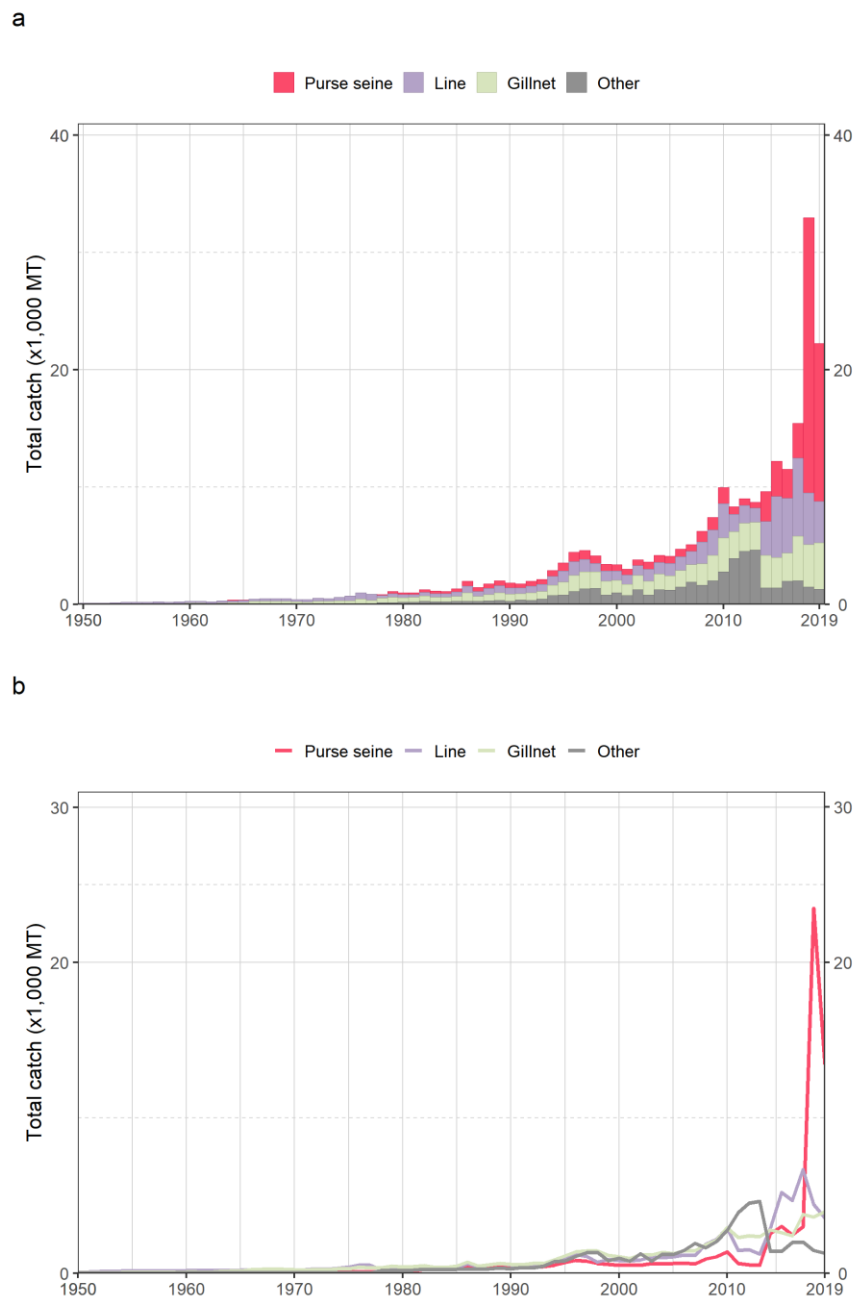 a
Purse seine Line Gillnet Other
Total catch (x1,000 MT)
40 40
20 20
0 0
1950 1960 1970 1980 1990 2000 2010 2019
b
Purse seine Line Gillnet Other
Total catch (x1,000 MT)
30 30
20 20
0 0
1950 1960 1970 1980 1990 2000 2010 2019